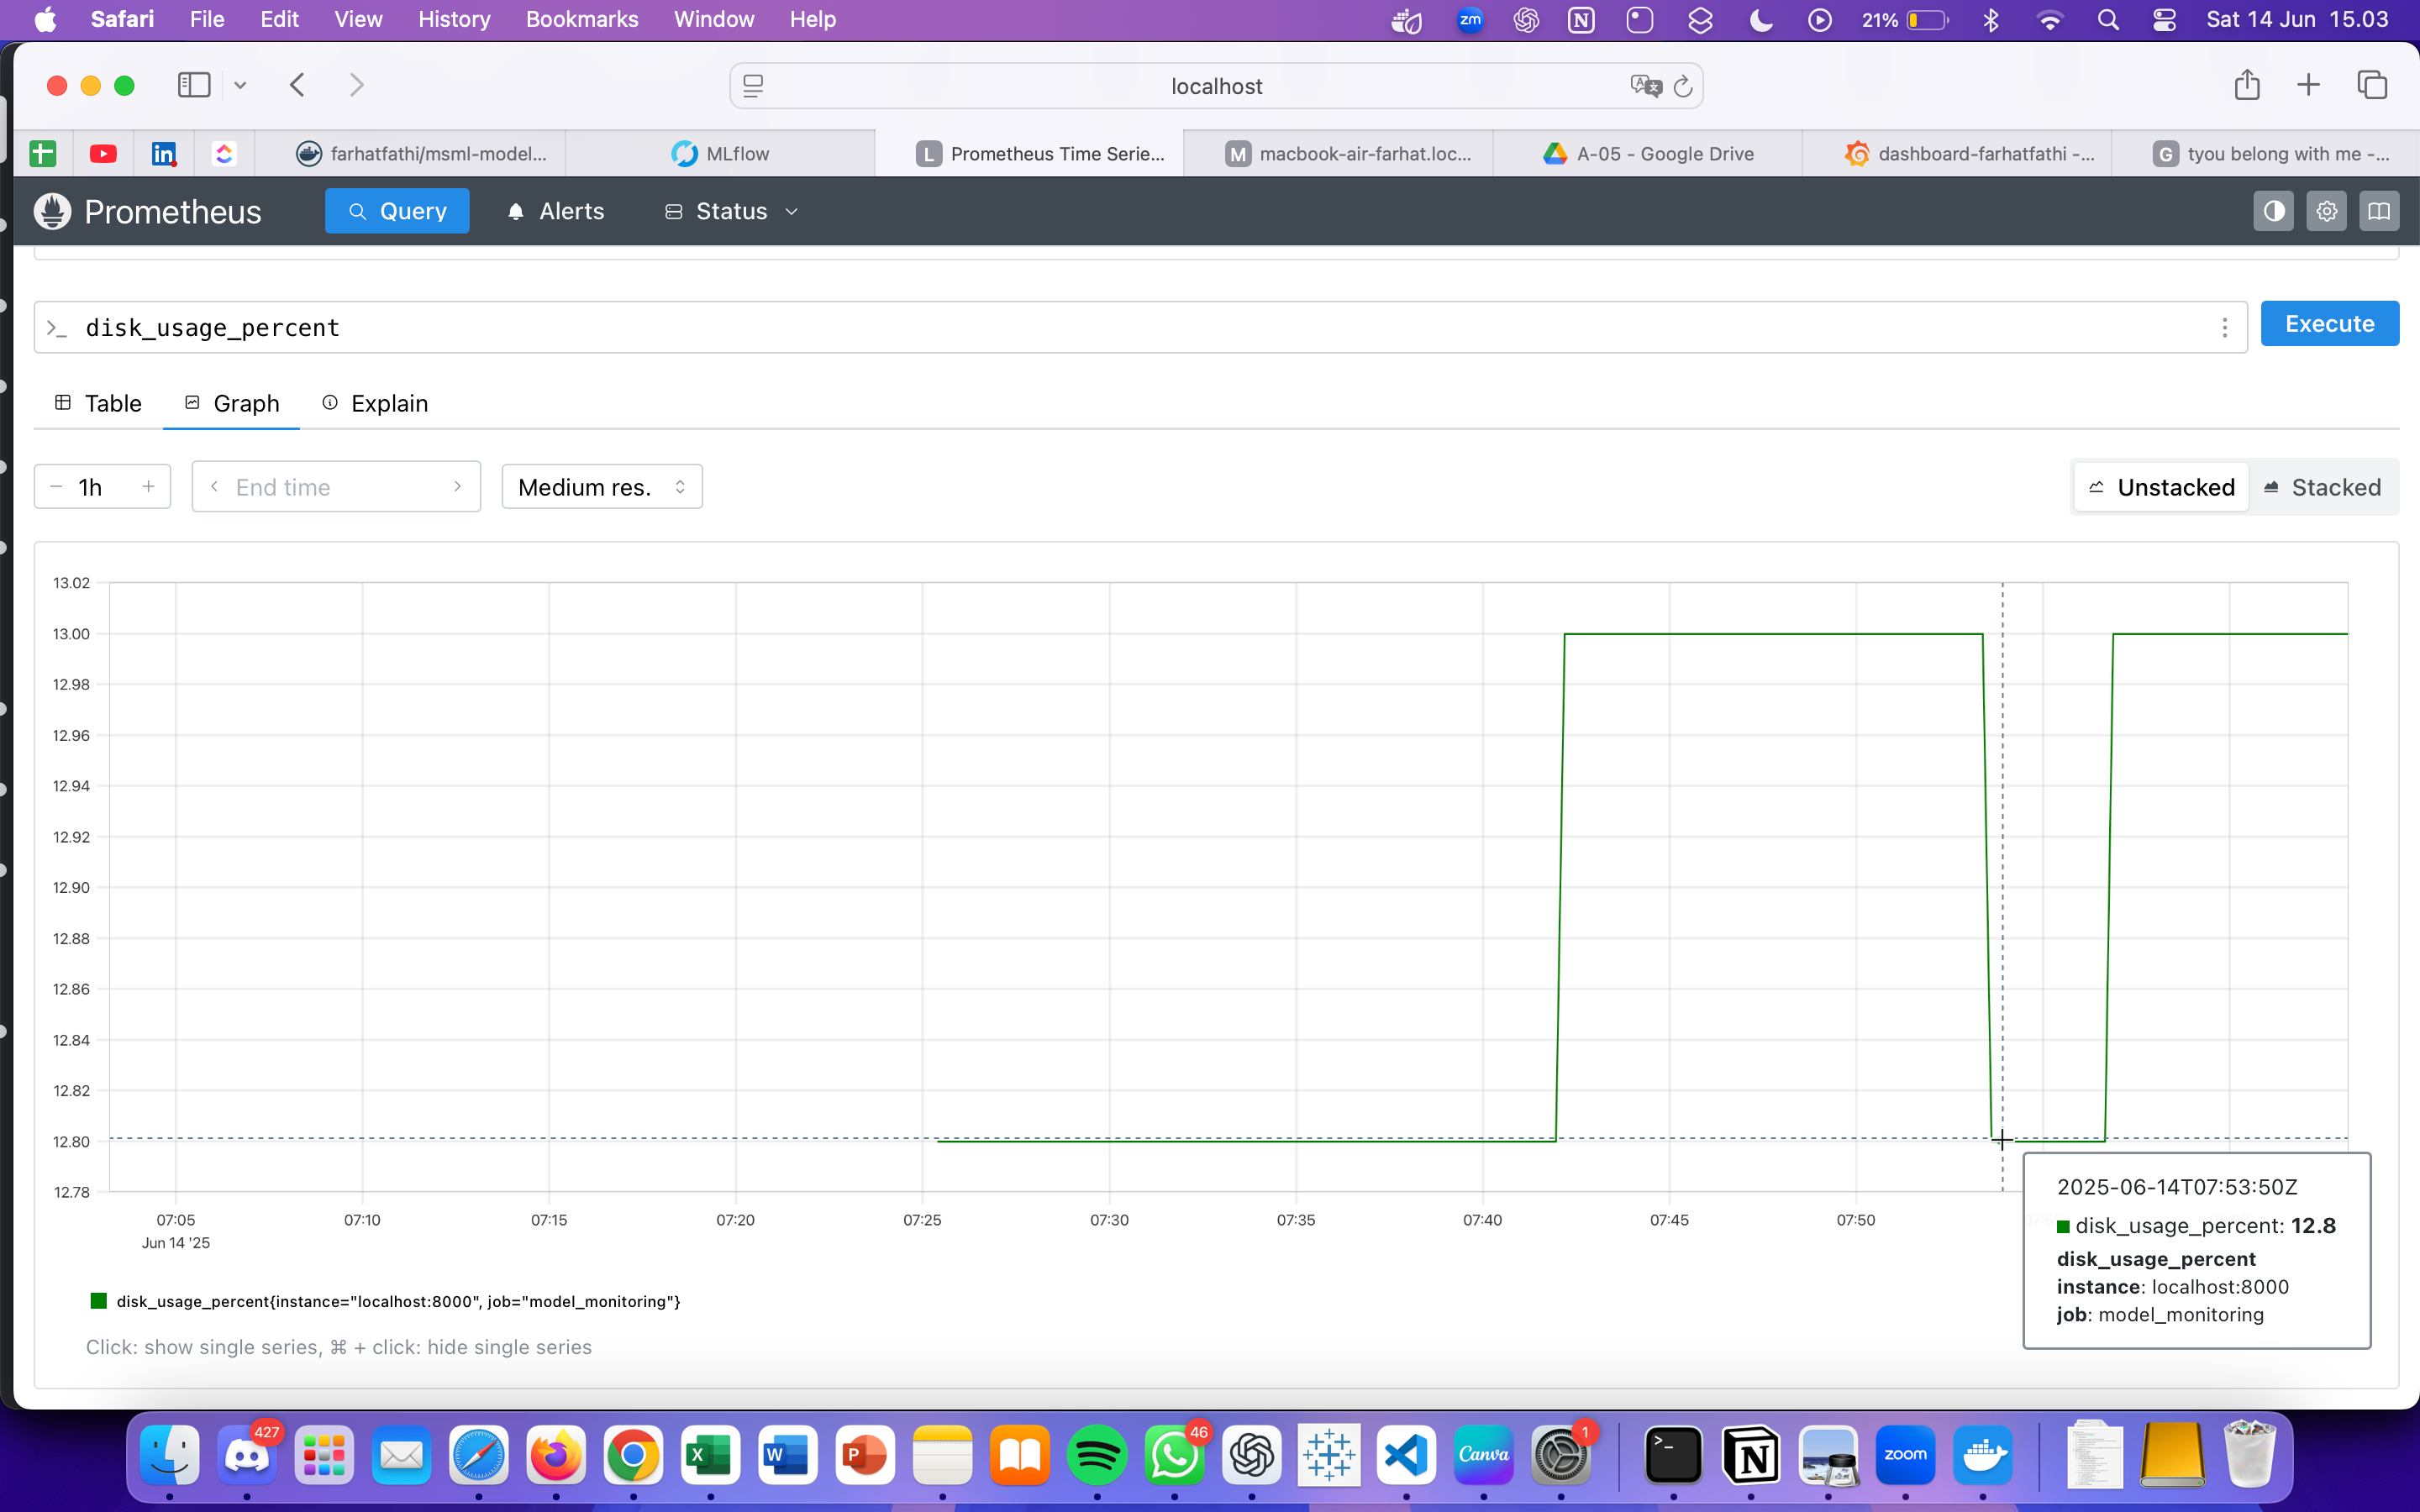 Safari File Edit View History Bookmarks Window Help zm 21% Sat 14 Jun 15.03
localhost
farhatfathi/msml-model... MLflow L Prometheus Time Serie... M macbook-air-farhat.loc... A-05 - Google Drive dashboard-farhatfathi -... G tyou belong with me -...
Prometheus Query Alerts Status
>_ disk_usage_percent Execute
Table Graph Explain
1h End time Medium res. Unstacked Stacked
13.02
13.00
12.98
12.96
12.94
12.92
12.90
12.88
12.86
12.84
12.82
12.80
12.78
07:05 07:10 07:15 07:20 07:25 07:30 07:35 07:40 07:45 07:50
Jun 14 '25
2025-06-14T07:53:50Z
disk_usage_percent: 12.8
disk_usage_percent
instance: localhost:8000
job: model_monitoring
disk_usage_percent{instance="localhost:8000", job="model_monitoring"}
Click: show single series, ⌘ + click: hide single series
427 46 Canva 1 zoom